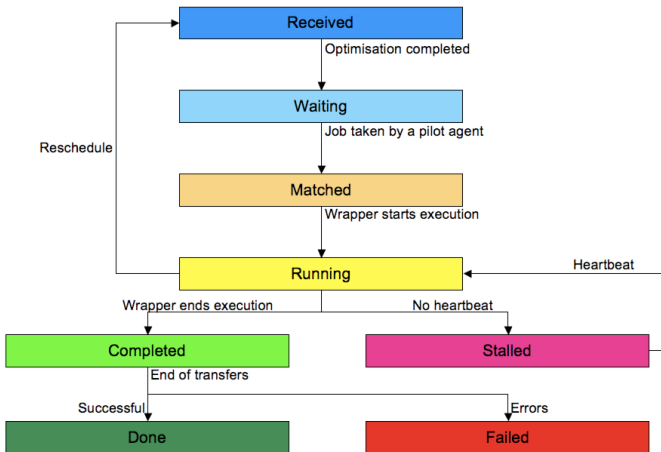 Received
Optimisation completed
Waiting
Job taken by a pilot agent
Reschedule
Matched
Wrapper starts execution
Running
Heartbeat
Wrapper ends execution
No heartbeat
Completed
Stalled
End of transfers
Successful
Errors
Done
Failed